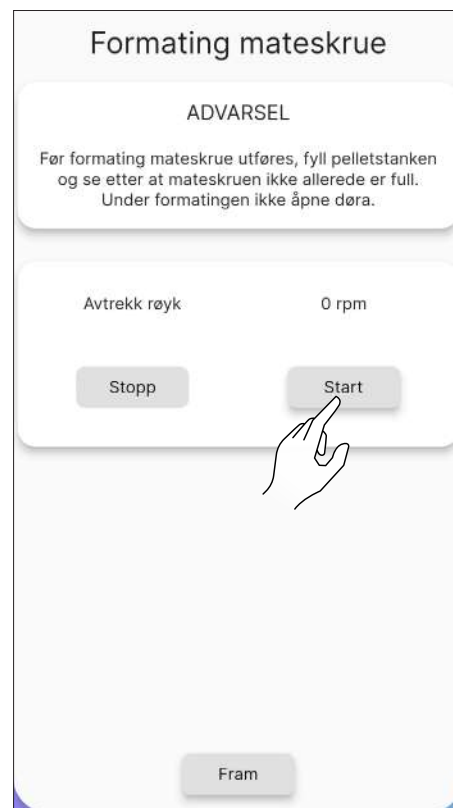 Formating mateskrue
ADVARSEL
Før formating mateskrue utføres, fyll pelletstanken
og se etter at mateskruen ikke allerede er full.
Under formatingen ikke åpne døra.
Avtrekk røyk 0 rpm
Stopp Start
Fram